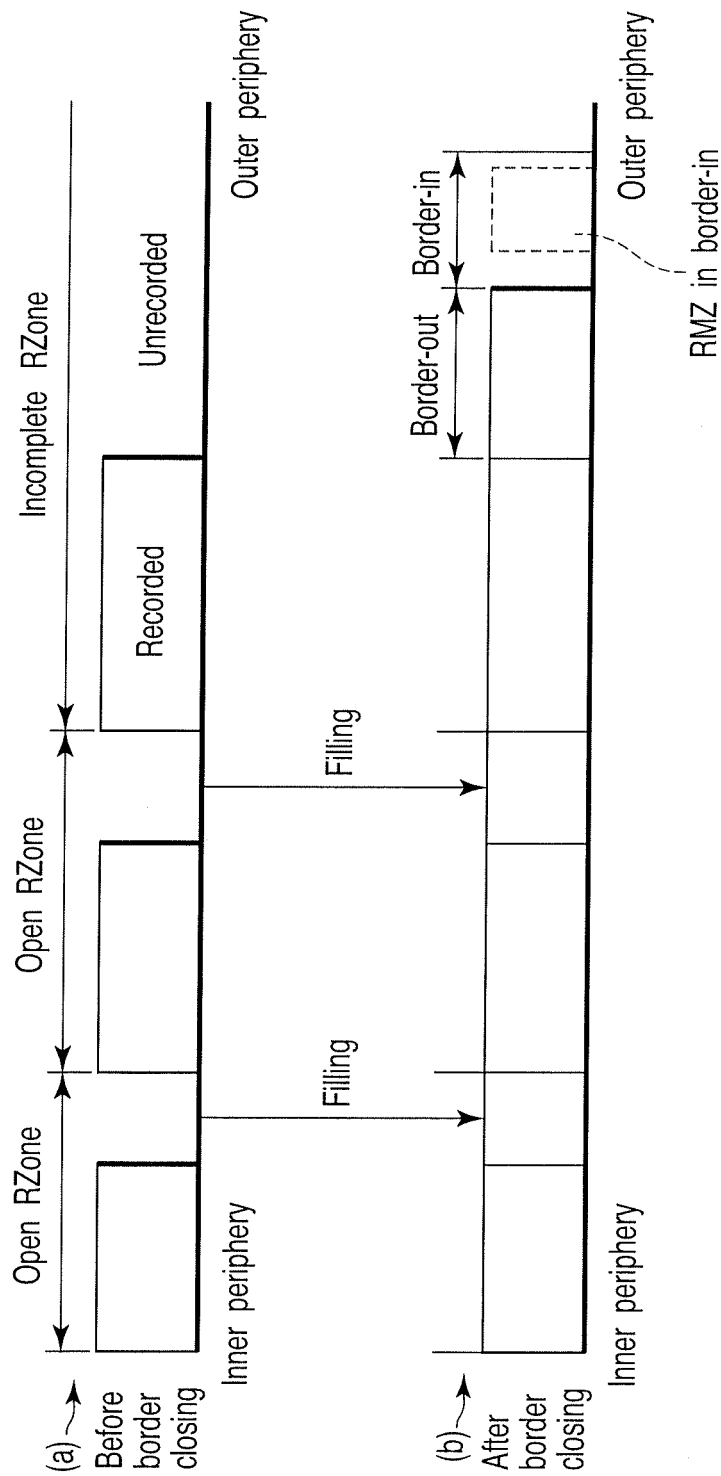 (a)
Before
border
closing
Open RZone
Open RZone
Incomplete RZone
Recorded
Unrecorded
Inner periphery
Outer periphery
Filling
Filling
(b)
After
border
closing
Border-out
Border-in
Inner periphery
Outer periphery
RMZ in border-in